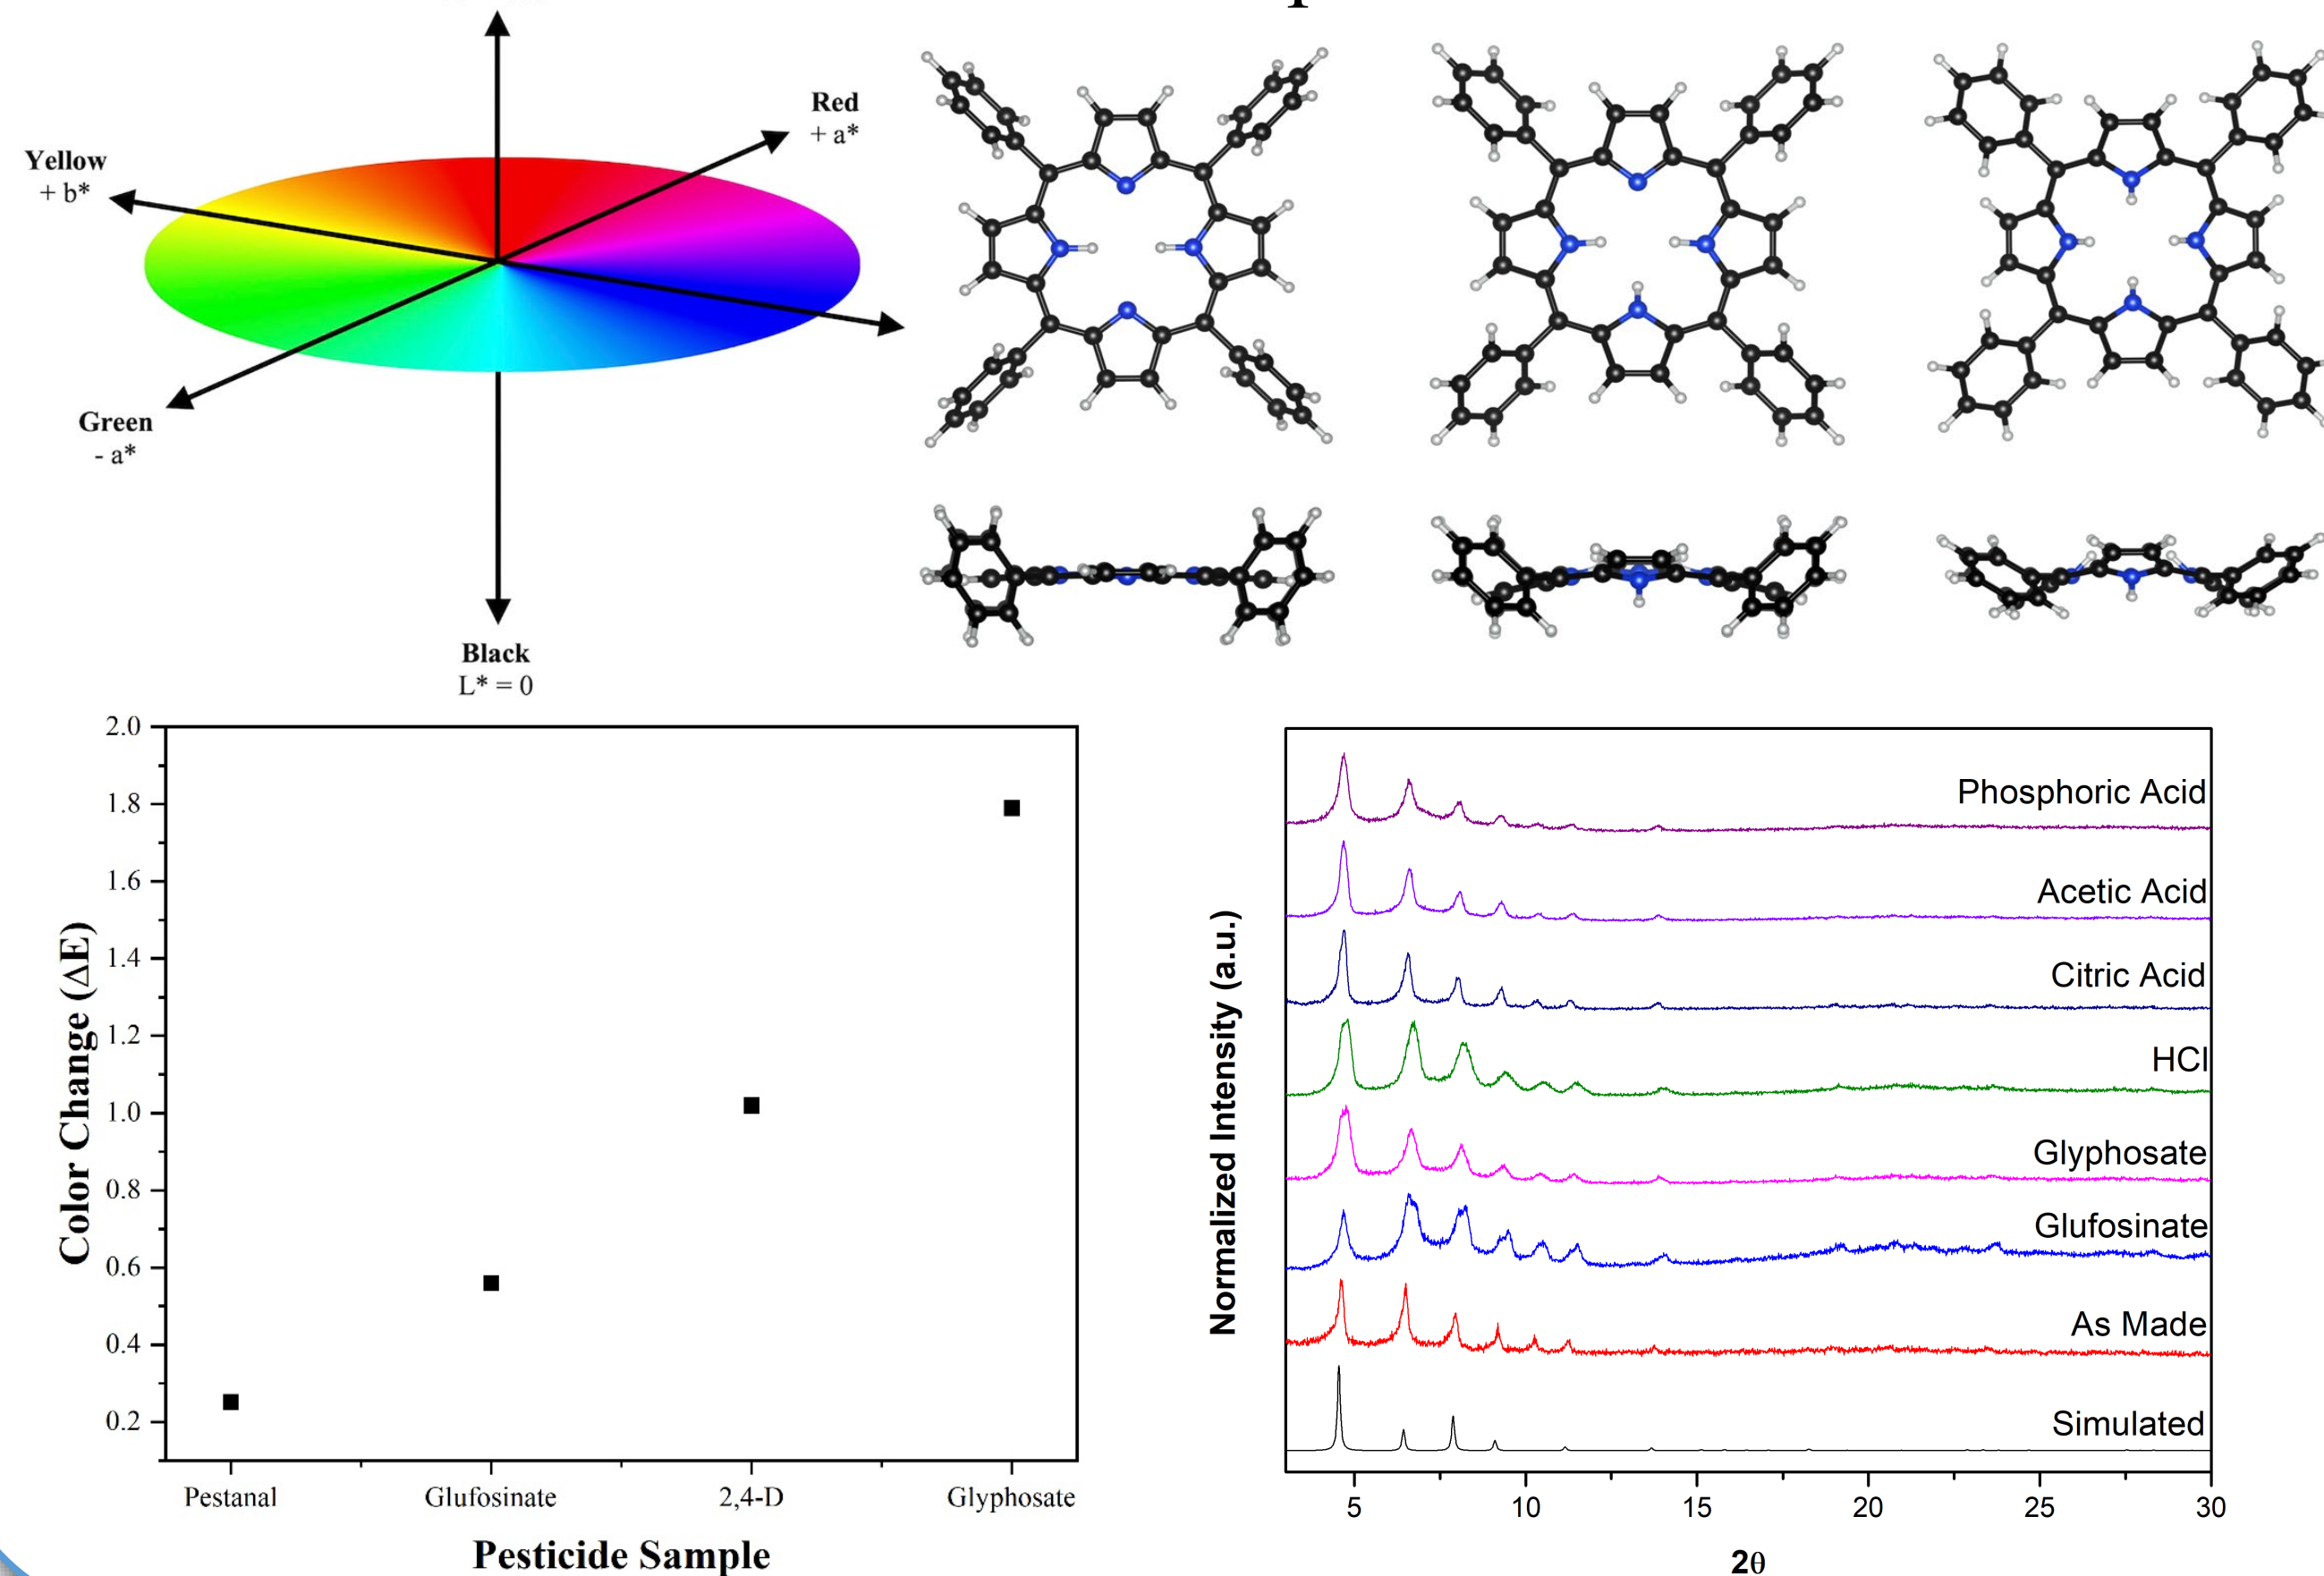 Red
+ a*
Yellow
+ b*
Green
- a*
Black
L* = 0
Color Change (ΔE)
2.0
1.8
1.6
1.4
1.2
1.0
0.8
0.6
0.4
0.2
Pestanal
Glufosinate
2,4-D
Glyphosate
Pesticide Sample
Normalized Intensity (a.u.)
Phosphoric Acid
Acetic Acid
Citric Acid
HCl
Glyphosate
Glufosinate
As Made
Simulated
5
10
15
20
25
30
2θ